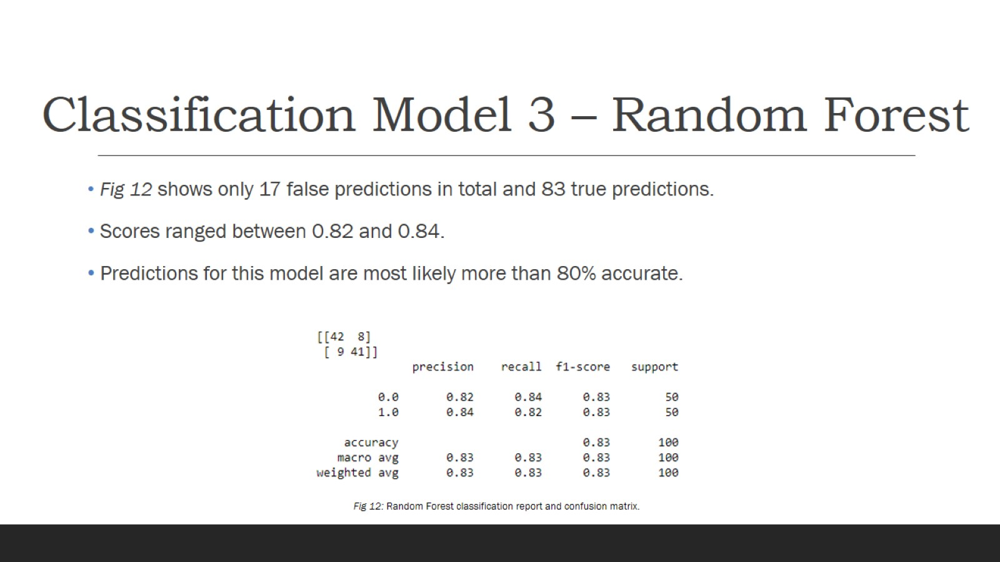 Classification Model 3 – Random Forest
• Fig 12 shows only 17 false predictions in total and 83 true predictions.
• Scores ranged between 0.82 and 0.84.
• Predictions for this model are most likely more than 80% accurate.
[[42  8]
 [ 9 41]]
              precision    recall  f1-score   support
         0.0       0.82      0.84      0.83        50
         1.0       0.84      0.82      0.83        50
    accuracy                           0.83       100
   macro avg       0.83      0.83      0.83       100
weighted avg       0.83      0.83      0.83       100
Fig 12: Random Forest classification report and confusion matrix.